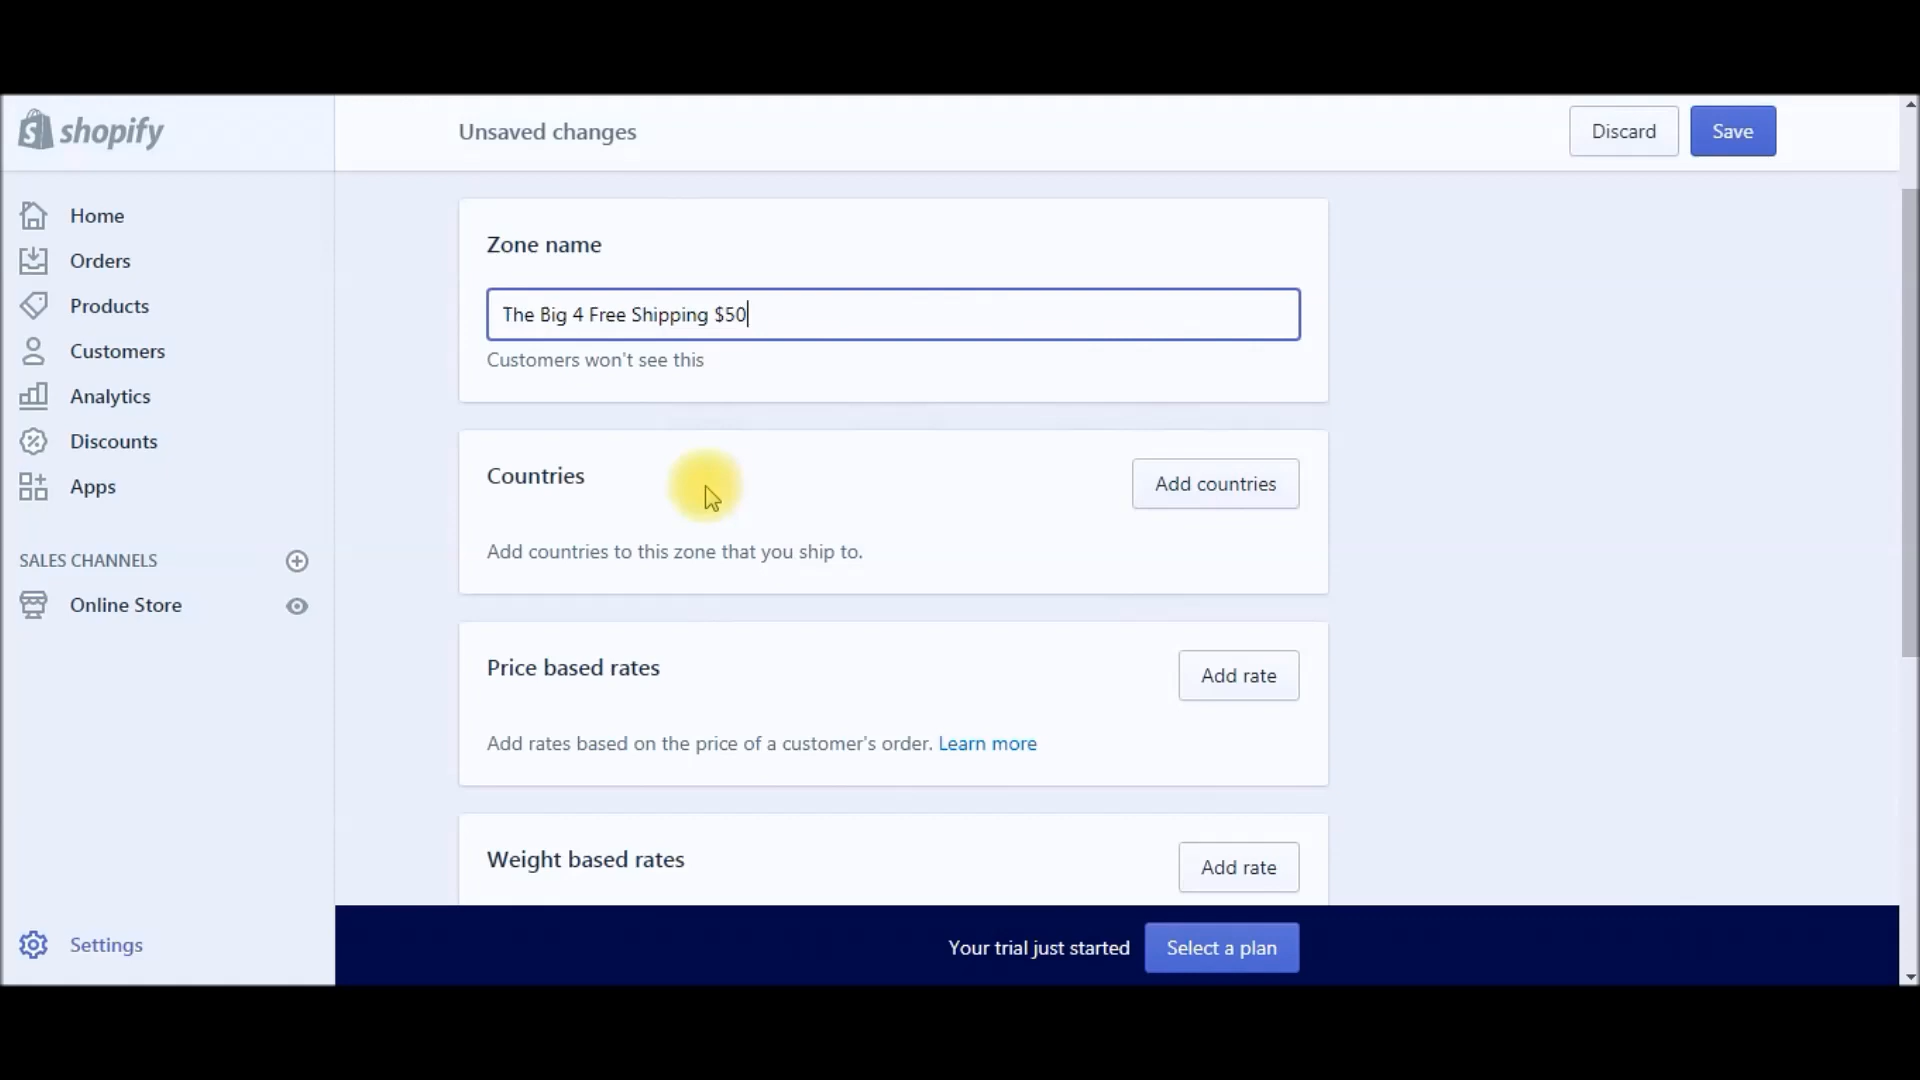 shopify
Unsaved changes
Discard
Save
Home
Orders
Products
Customers
Analytics
Discounts
Apps
SALES CHANNELS
Online Store
Settings
Zone name
The Big 4 Free Shipping $50
Customers won't see this
Countries
Add countries
Add countries to this zone that you ship to.
Price based rates
Add rate
Add rates based on the price of a customer's order. Learn more
Weight based rates
Add rate
Your trial just started
Select a plan